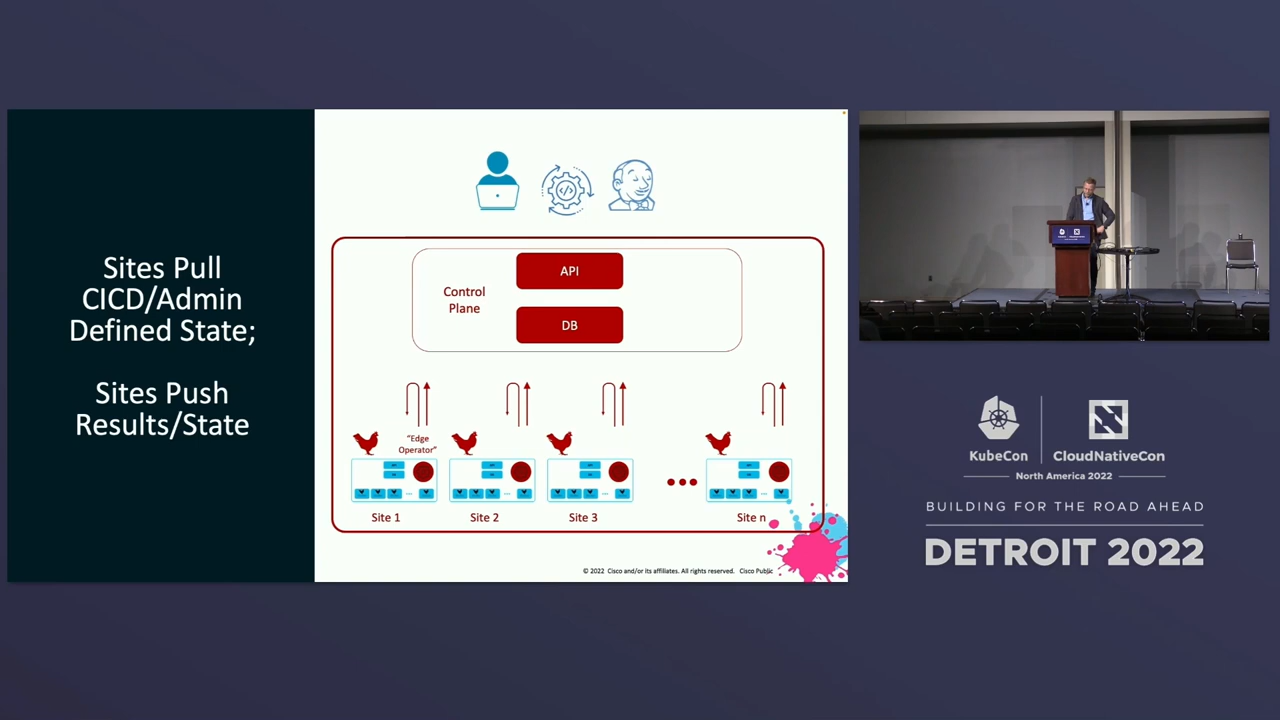 Sites Pull
CICD/Admin
Defined State;
Sites Push
Results/State
API
Control
Plane
DB
"Edge
Operator"
Site 1
Site 2
Site 3
Site n
© 2022 Cisco and/or its affiliates. All rights reserved. Cisco Public
KubeCon
CloudNativeCon
North America 2022
BUILDING FOR THE ROAD AHEAD
DETROIT 2022